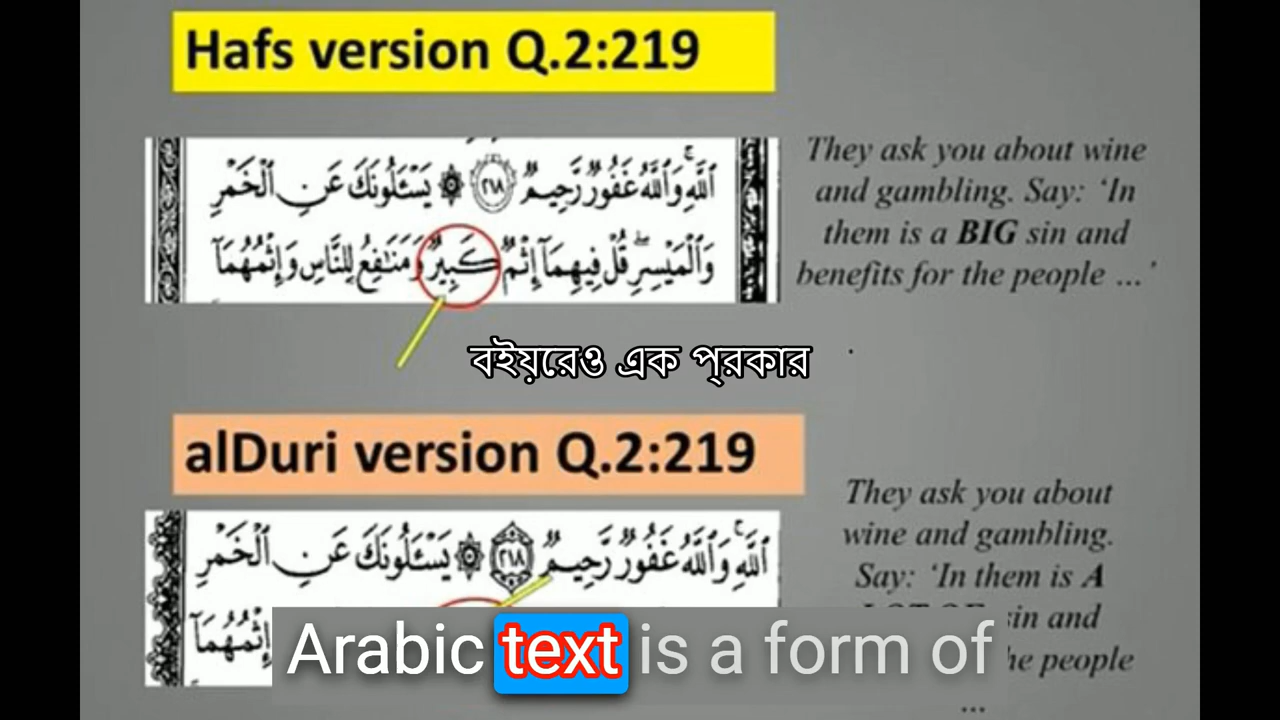 Hafs version Q.2:219
ٱللَّهِۚ وَٱللَّهُ غَفُورٞ رَّحِيمٞ ۝٢١٨ ۞ يَسۡـَٔلُونَكَ عَنِ ٱلۡخَمۡرِ
وَٱلۡمَيۡسِرِۖ قُلۡ فِيهِمَآ إِثۡمٞ كَبِيرٞ وَمَنَٰفِعُ لِلنَّاسِ وَإِثۡمُهُمَآ
They ask you about wine
and gambling. Say: ‘In
them is a BIG sin and
benefits for the people ...’
বইয়রেও এক প্রকার
alDuri version Q.2:219
ٱللَّهِۚ وَٱللَّهُ غَفُورٞ رَّحِيمٞ ۝٢١٨ ۞ يَسۡـَٔلُونَكَ عَنِ ٱلۡخَمۡرِ
إِثۡمُهُمَآ
They ask you about
wine and gambling.
Say: ‘In them is A
sin and
the people
...
Arabic text is a form of